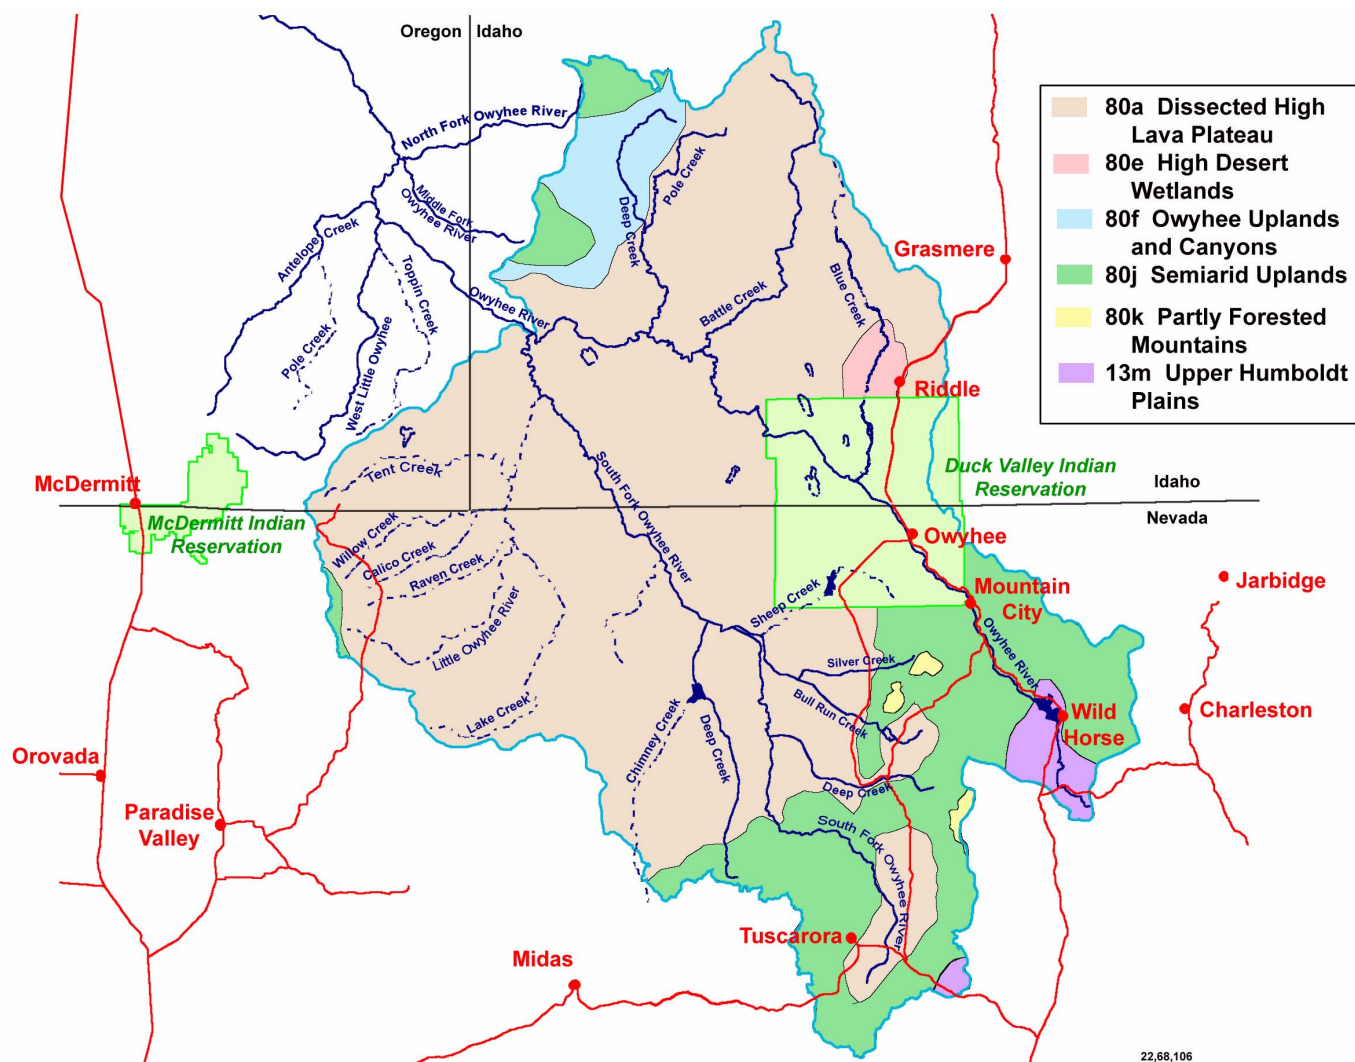 Oregon
Idaho
North Fork Owyhee River
Middle Fork
Owyhee River
Antelope Creek
Pole Creek
West Little Owyhee
Toppin Creek
Owyhee River
Deep Creek
Pole Creek
Battle Creek
Blue Creek
Grasmere
Riddle
80a Dissected High
Lava Plateau
80e High Desert
Wetlands
80f Owyhee Uplands
and Canyons
80j Semiarid Uplands
80k Partly Forested
Mountains
13m Upper Humboldt
Plains
McDermitt
McDermitt Indian
Reservation
Tent Creek
South Fork Owyhee River
Duck Valley Indian
Reservation
Idaho
Nevada
Willow Creek
Calico Creek
Raven Creek
Little Owyhee River
Lake Creek
Owyhee
Mountain
City
Jarbidge
Sheep Creek
Silver Creek
Bull Run Creek
Owyhee River
Wild
Horse
Charleston
Chimney Creek
Deep Creek
Deep Creek
South Fork Owyhee River
Orovada
Paradise
Valley
Tuscarora
Midas
22,68,106